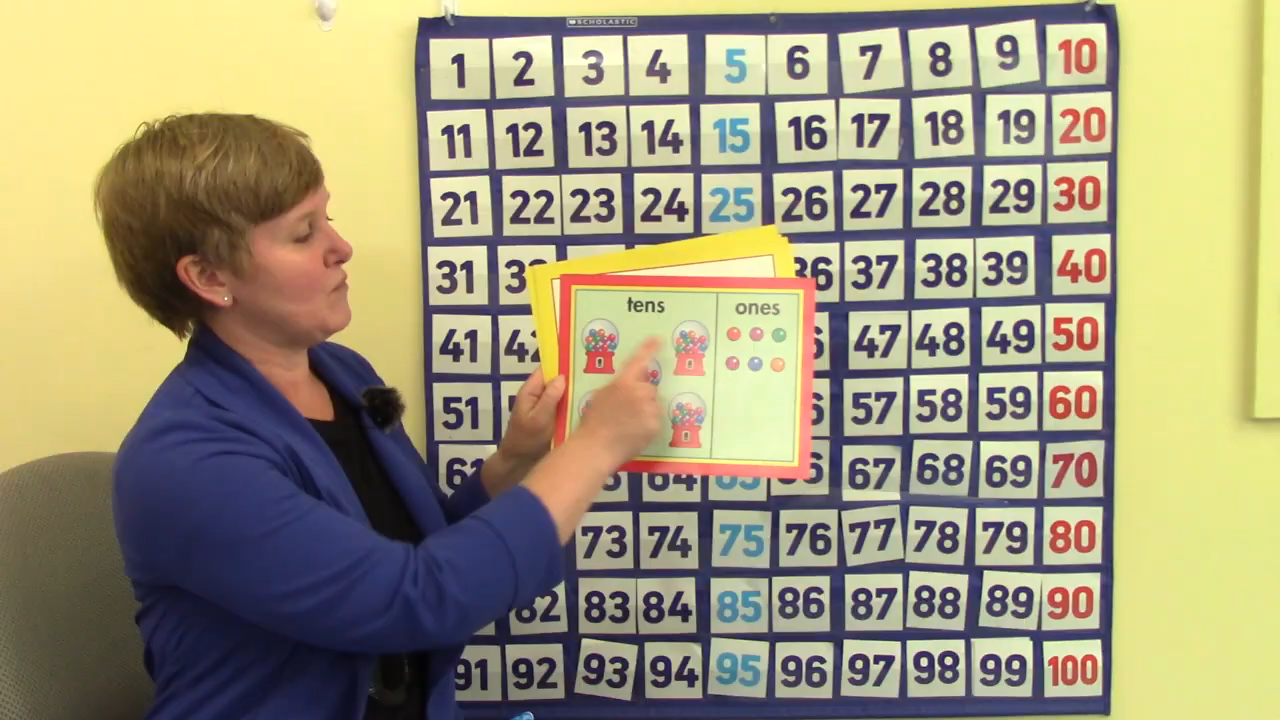 SCHOLASTIC
1 2 3 4 5 6 7 8 9 10
11 12 13 14 15 16 17 18 19 20
21 22 23 24 25 26 27 28 29 30
31 37 38 39 40
41 47 48 49 50
51 57 58 59 60
67 68 69 70
73 74 75 76 77 78 79 80
82 83 84 85 86 87 88 89 90
91 92 93 94 95 96 97 98 99 100
tens ones